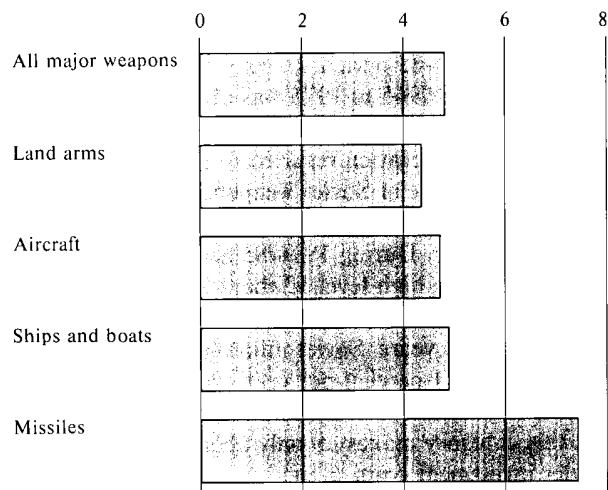 0 2 4 6 8
All major weapons
Land arms
Aircraft
Ships and boats
Missiles